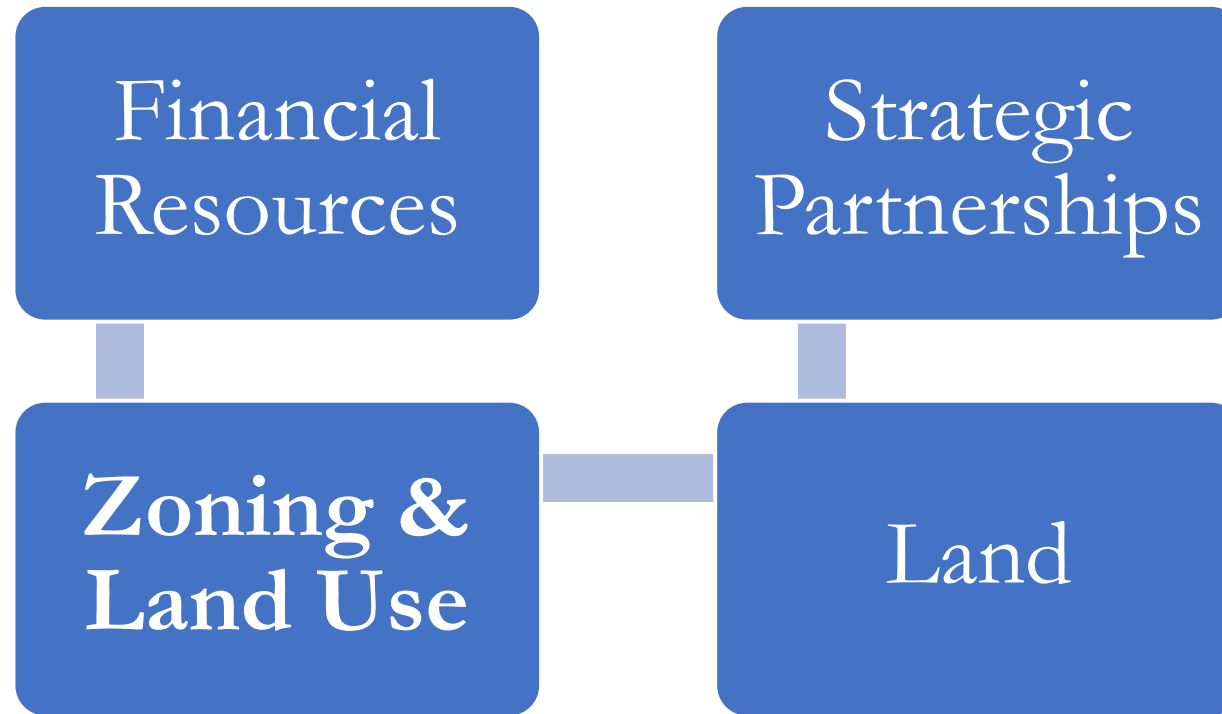 Financial
Resources
Strategic
Partnerships
Zoning &
Land Use
Land